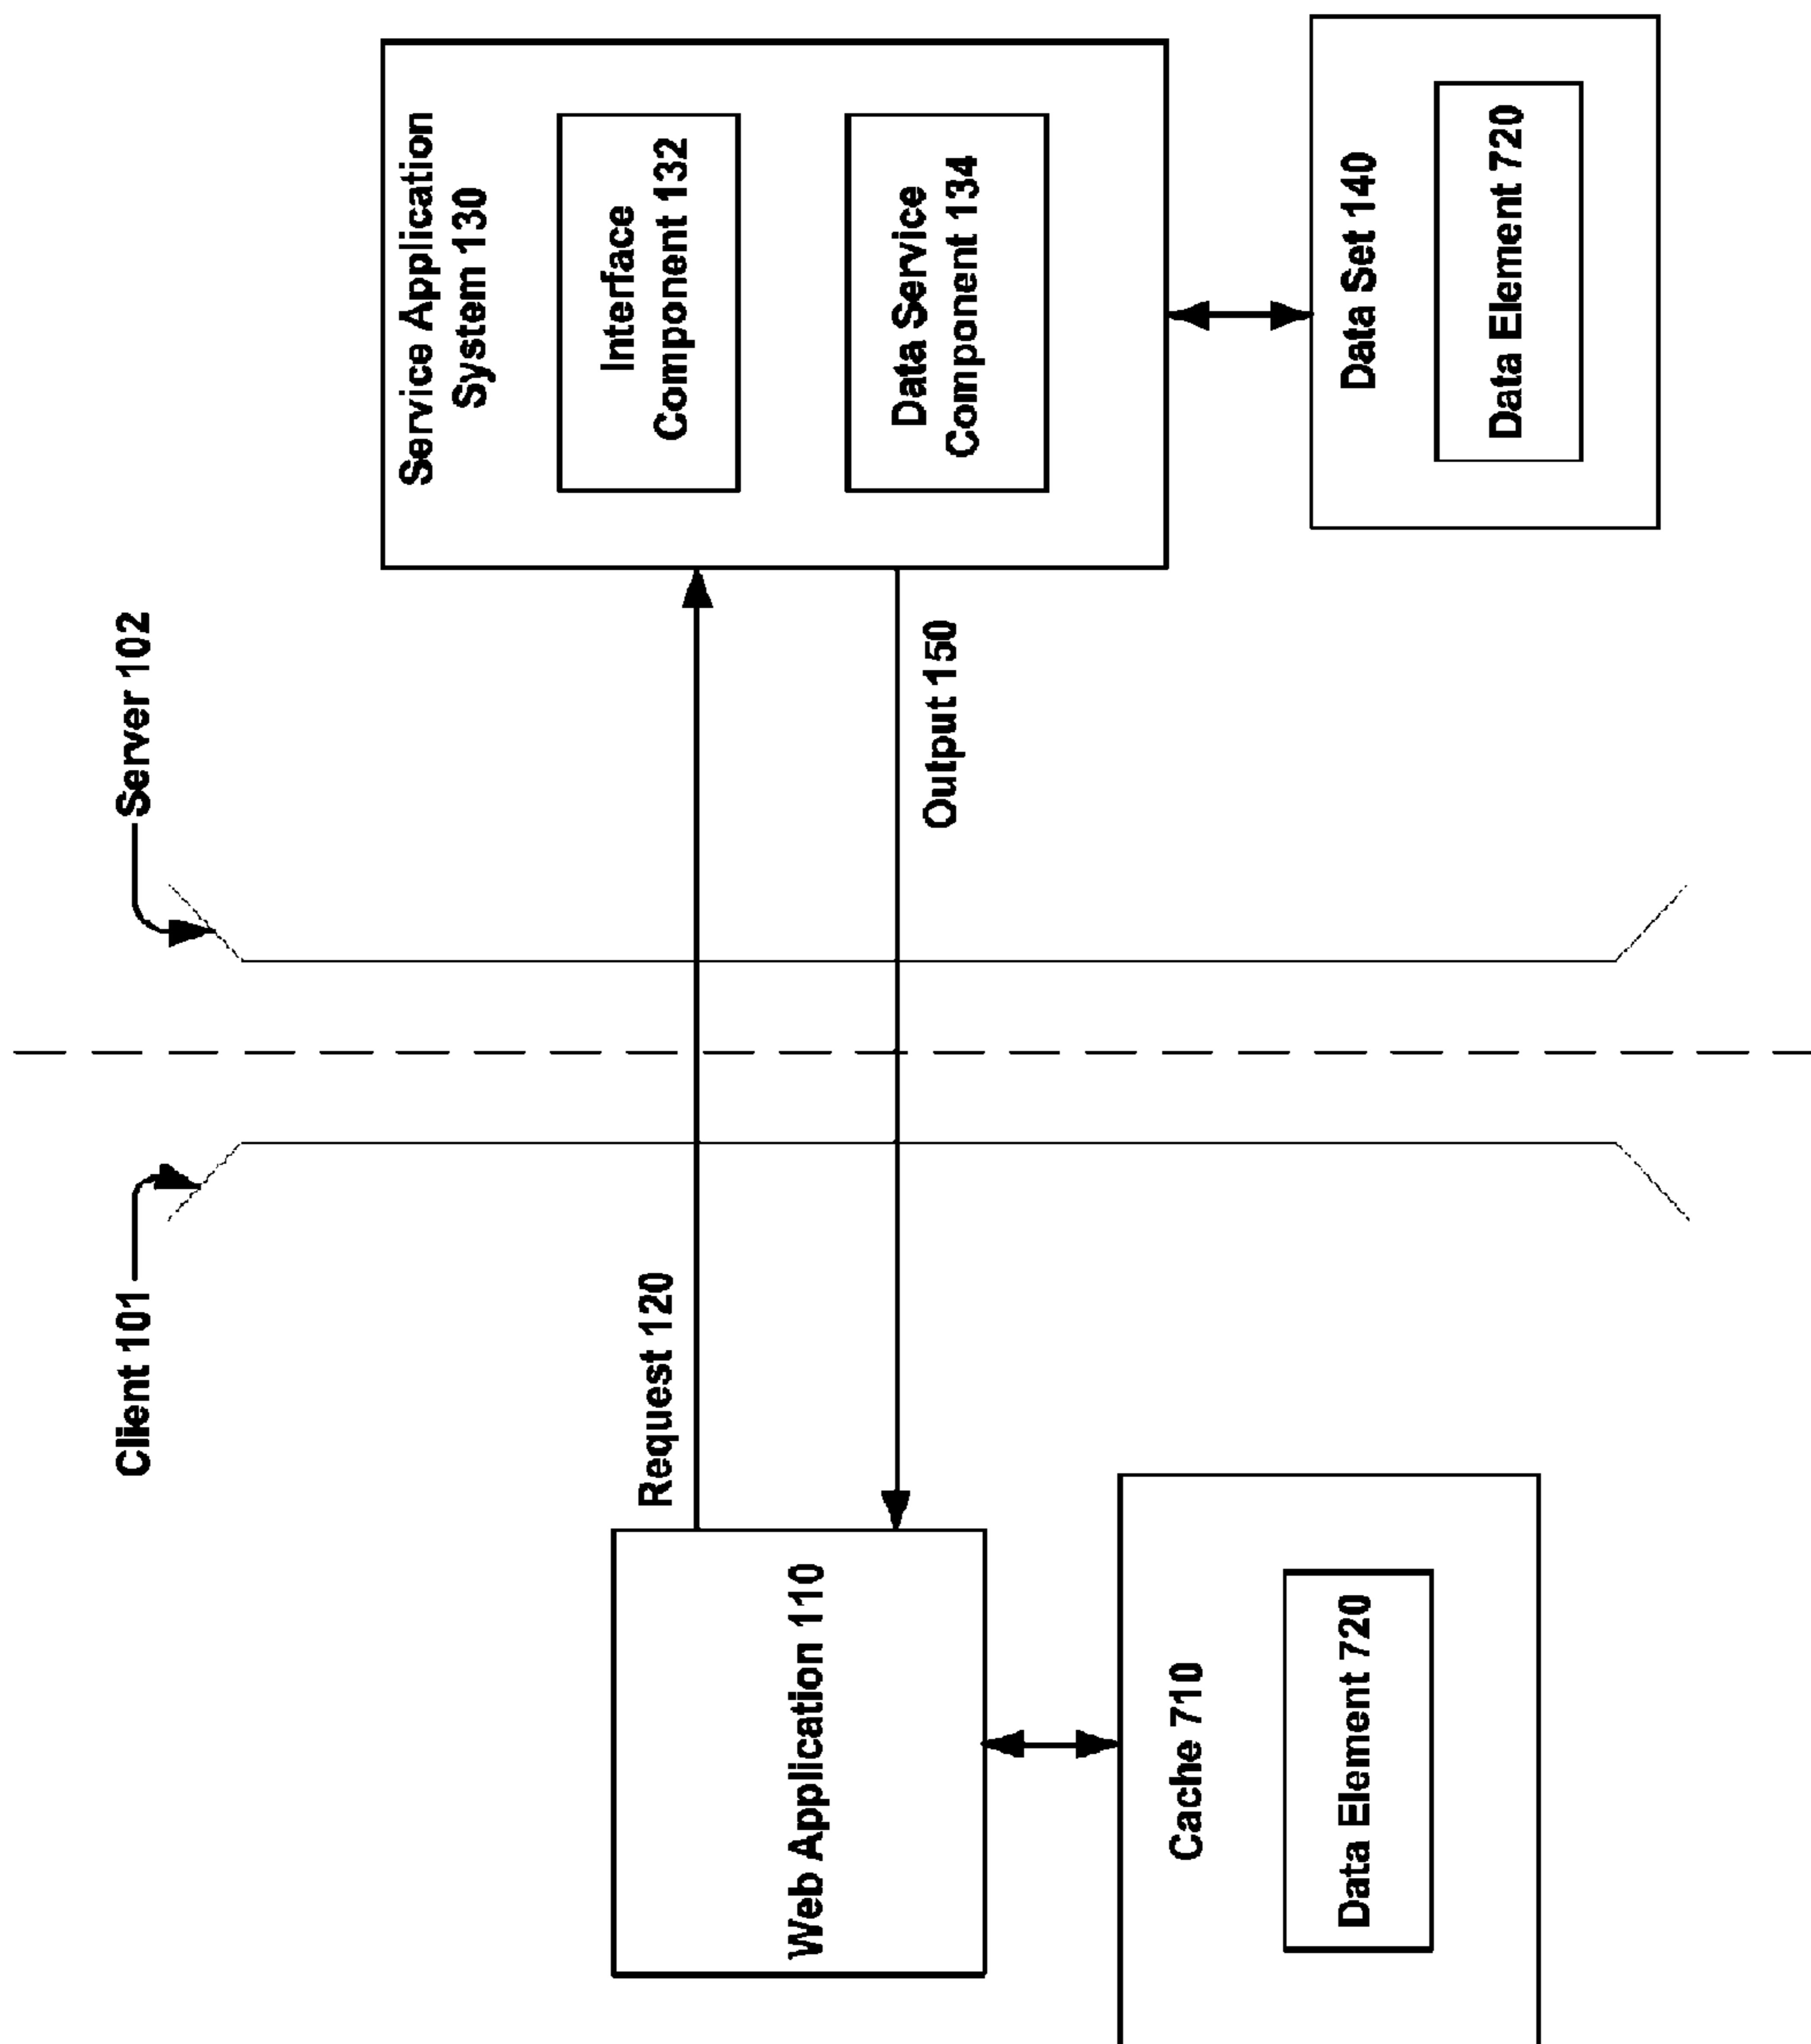 Client 101
Server 102
Service Application
System 130
Interface
Component 132
Data Service
Component 134
Request 120
Output 150
Web Application 110
Cache 710
Data Element 720
Data Set 140
Data Element 720